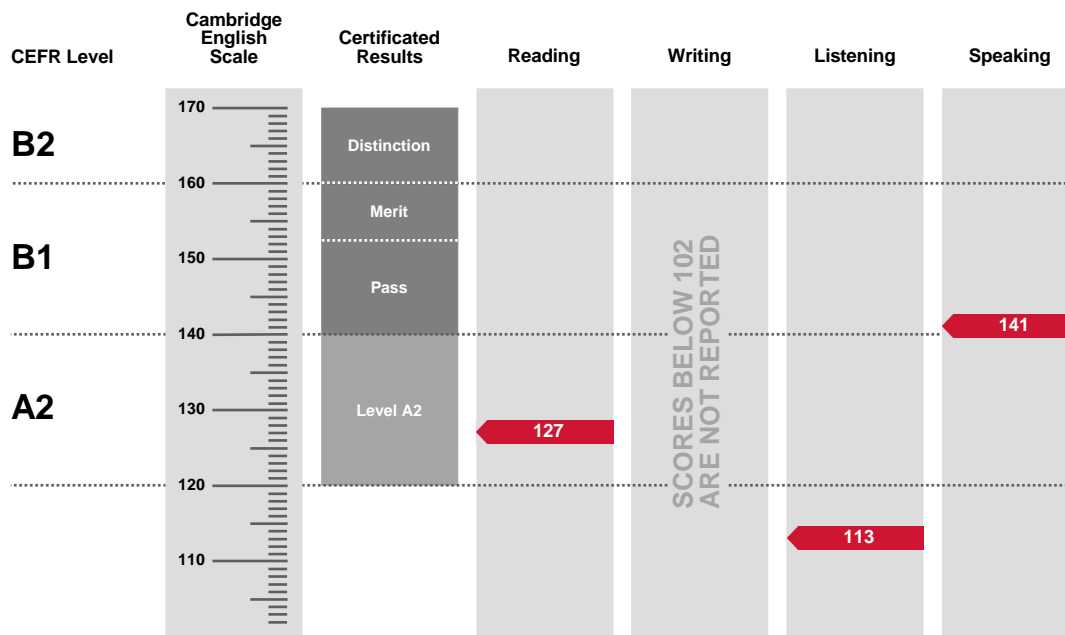 CEFR Level
Cambridge
English
Scale
Certificated
Results
Reading
Writing
Listening
Speaking
170
B2
Distinction
160
Merit
B1
150
Pass
140
141
A2
130
Level A2
127
120
113
110
SCORES BELOW 102
ARE NOT REPORTED